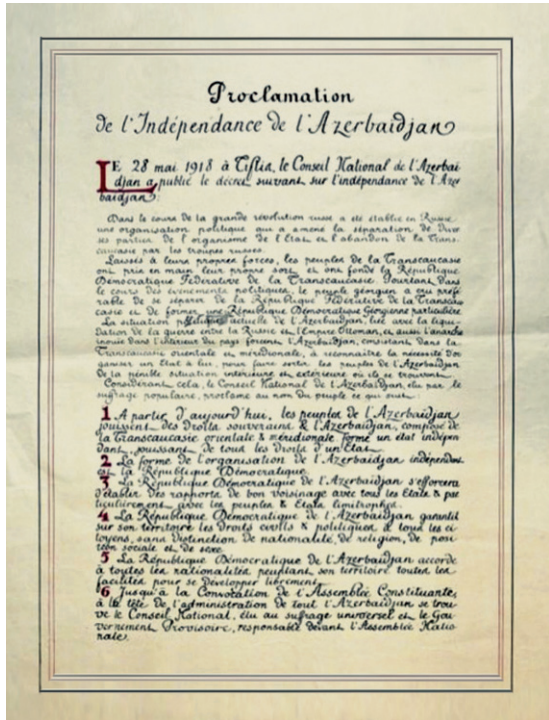 Proclamation
de l'Indépendance de l'Azerbaïdjan
LE 28 mai 1918 à Tiflis, le Conseil National de l'Azerbaï
djan a publié le décret suivant sur l'indépendance de l'Azer
baïdjan:
Dans le cours de la grande révolution russe a été établie en Russie
une organisation politique qui a amené la séparation de
ses parties de l'organisme de l'État et l'abandon de la Trans-
caucasie par les troupes russes.
Laissés à leurs propres forces, les peuples de la Transcaucasie
ont pris en main leur propre sort et ont fondé la République
Démocratique Fédérative de la Transcaucasie. Pourtant dans
le cours des événements politiques, le peuple géorgien a cru préfé
rable de se séparer de la République Fédérative de la Transcau
casie et de former une République Démocratique Géorgienne particulière
La situation politique actuelle de l'Azerbaïdjan, liée avec la liqui-
dation de la guerre entre la Russie et l'Empire Ottoman, et aussi l'anarchie
inouïe dans l'intérieur du pays forcent l'Azerbaïdjan, consistant dans la
Transcaucasie orientale et méridionale, à reconnaître la nécessité d'or
ganiser un État à lui, pour faire sortir les peuples de l'Azerbaïdjan
de la pénible situation intérieure et extérieure où ils se trouvent.
Considérant cela, le Conseil National de l'Azerbaïdjan, élu par le
suffrage populaire, proclame au nom du peuple ce qui suit:
1 A partir d'aujourd'hui, les peuples de l'Azerbaïdjan
jouissent des droits souverains & l'Azerbaïdjan, composé de
la Transcaucasie orientale & méridionale forme un état indépen
dant, jouissant de tous les droits d'un État.
2 La forme de l'organisation de l'Azerbaïdjan indépendant
est la République Démocratique.
3 La République Démocratique de l'Azerbaïdjan s'efforcera
d'établir des rapports de bon voisinage avec tous les États & par
ticulièrement avec les peuples & États limitrophes.
4 La République Démocratique de l'Azerbaïdjan garantit
sur son territoire les droits civils & politiques à tous les ci
toyens, sans distinction de nationalité, de religion, de posi
tion sociale et de sexe.
5 La République Démocratique de l'Azerbaïdjan accorde
à toutes les nationalités peuplant son territoire toutes les
facilités pour se développer librement.
6 Jusqu'à la Convocation de l'Assemblée Constituante,
à la tête de l'administration de tout l'Azerbaïdjan se trou
ve le Conseil National, élu au suffrage universel et le Gou
vernement Provisoire, responsable devant l'Assemblée Natio
nale.